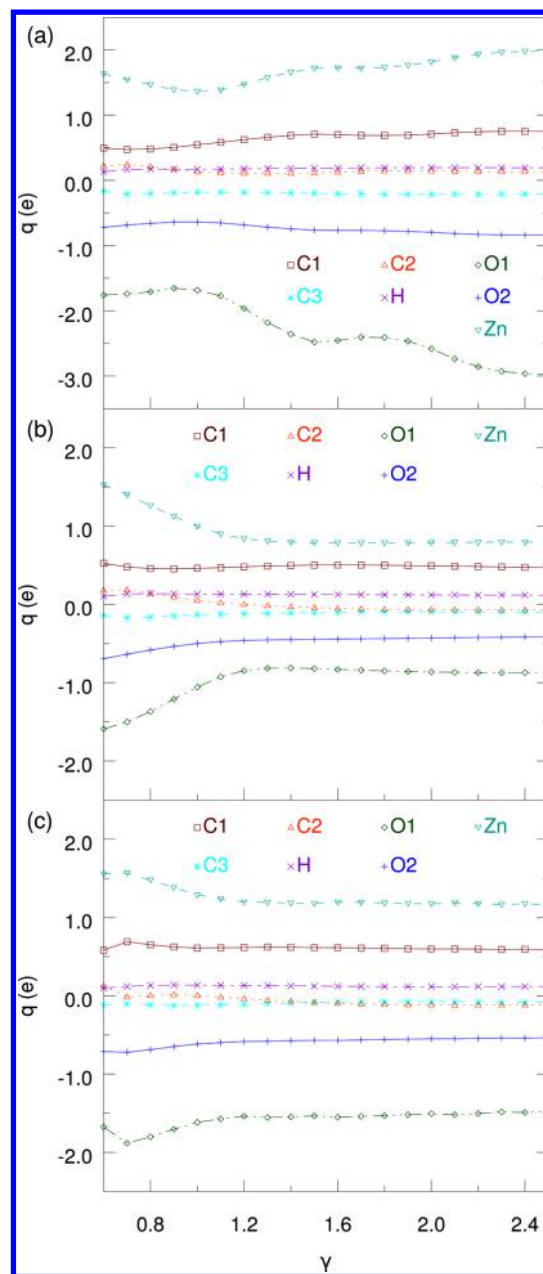 (a)
2.0
1.0
0.0
-1.0
-2.0
-3.0
q (e)
C1 C2 O1
C3 H O2
Zn
(b)
C1 C2 O1 Zn
C3 H O2
2.0
1.0
0.0
-1.0
-2.0
q (e)
(c)
C1 C2 O1 Zn
C3 H O2
2.0
1.0
0.0
-1.0
-2.0
q (e)
0.8 1.2 1.6 2.0 2.4
γ